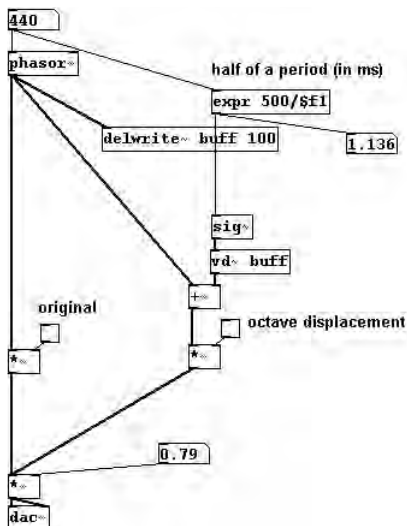 440
phasor~
half of a period (in ms)
expr 500/$f1
delwrite~ buff 100
1.136
sig~
vd~ buff
+~
original
octave displacement
*~
*~
0.79
*~
dac~